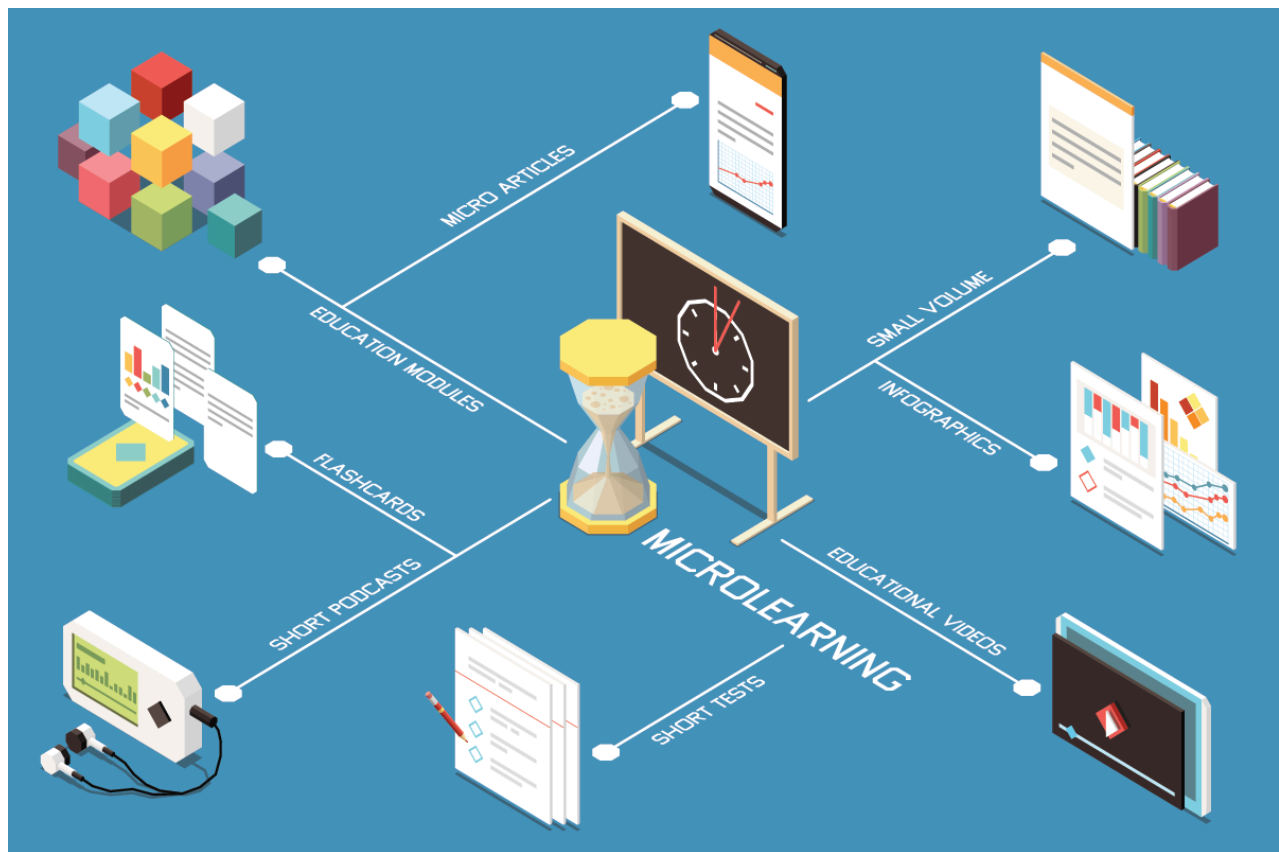 MICRO ARTICLES
EDUCATION MODULES
SMALL VOLUME
INFOGRAPHICS
FLASHCARDS
SHORT PODCASTS
MICROLEARNING
EDUCATIONAL VIDEOS
SHORT TESTS